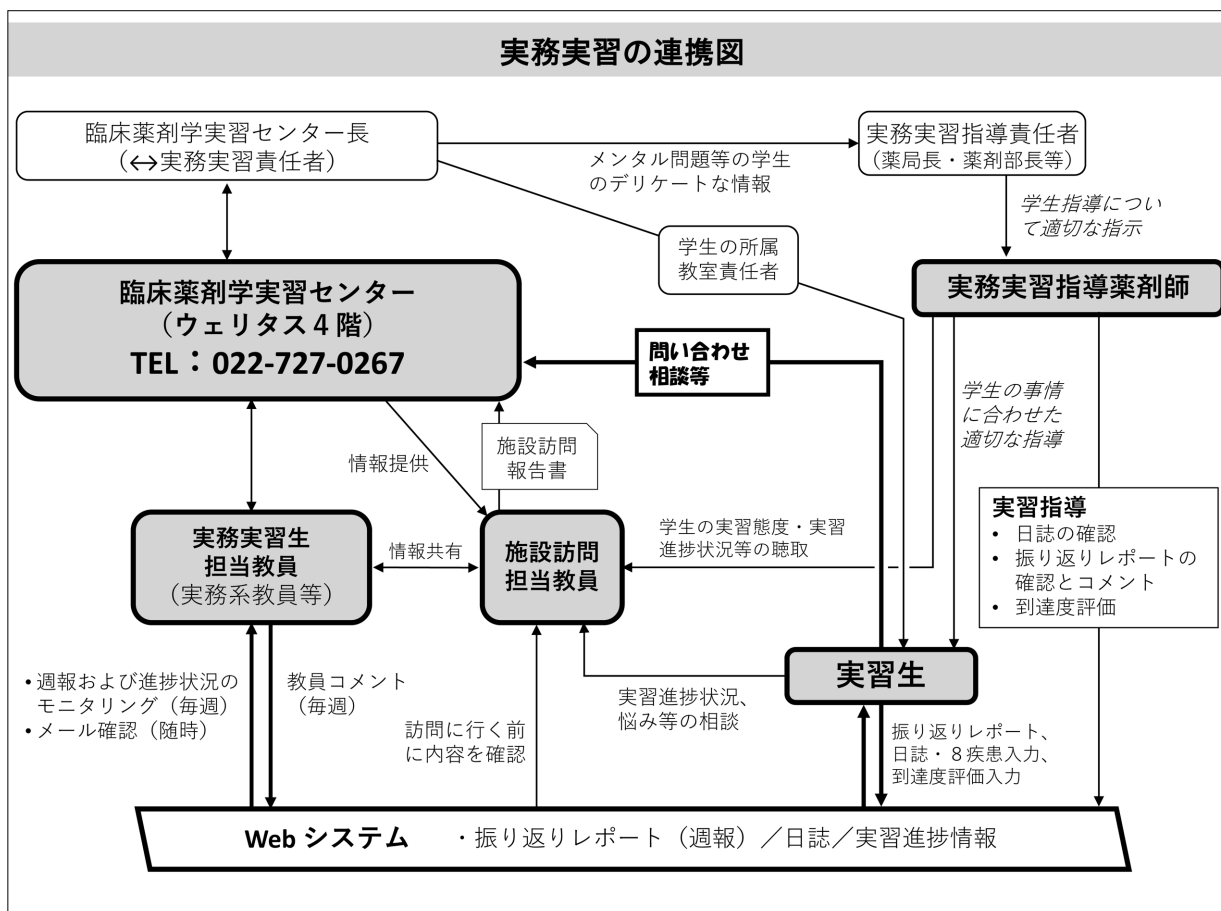 実務実習の連携図
臨床薬剤学実習センター長
（↔実務実習責任者）
実務実習指導責任者
（薬局長・薬剤部長等）
メンタル問題等の学生
のデリケートな情報
学生指導につい
て適切な指示
学生の所属
教室責任者
臨床薬剤学実習センター
（ウェリタス４階）
TEL：022-727-0267
実務実習指導薬剤師
問い合わせ
相談等
学生の事情
に合わせた
適切な指導
情報提供
施設訪問
報告書
実習指導
• 日誌の確認
• 振り返りレポートの
確認とコメント
• 到達度評価
実務実習生
担当教員
（実務系教員等）
情報共有
施設訪問
担当教員
学生の実習態度・実習
進捗状況等の聴取
実習生
• 週報および進捗状況の
モニタリング（毎週）
• メール確認（随時）
教員コメント
（毎週）
訪問に行く前
に内容を確認
実習進捗状況、
悩み等の相談
振り返りレポート、
日誌・８疾患入力、
到達度評価入力
Web システム ・振り返りレポート（週報）／日誌／実習進捗情報